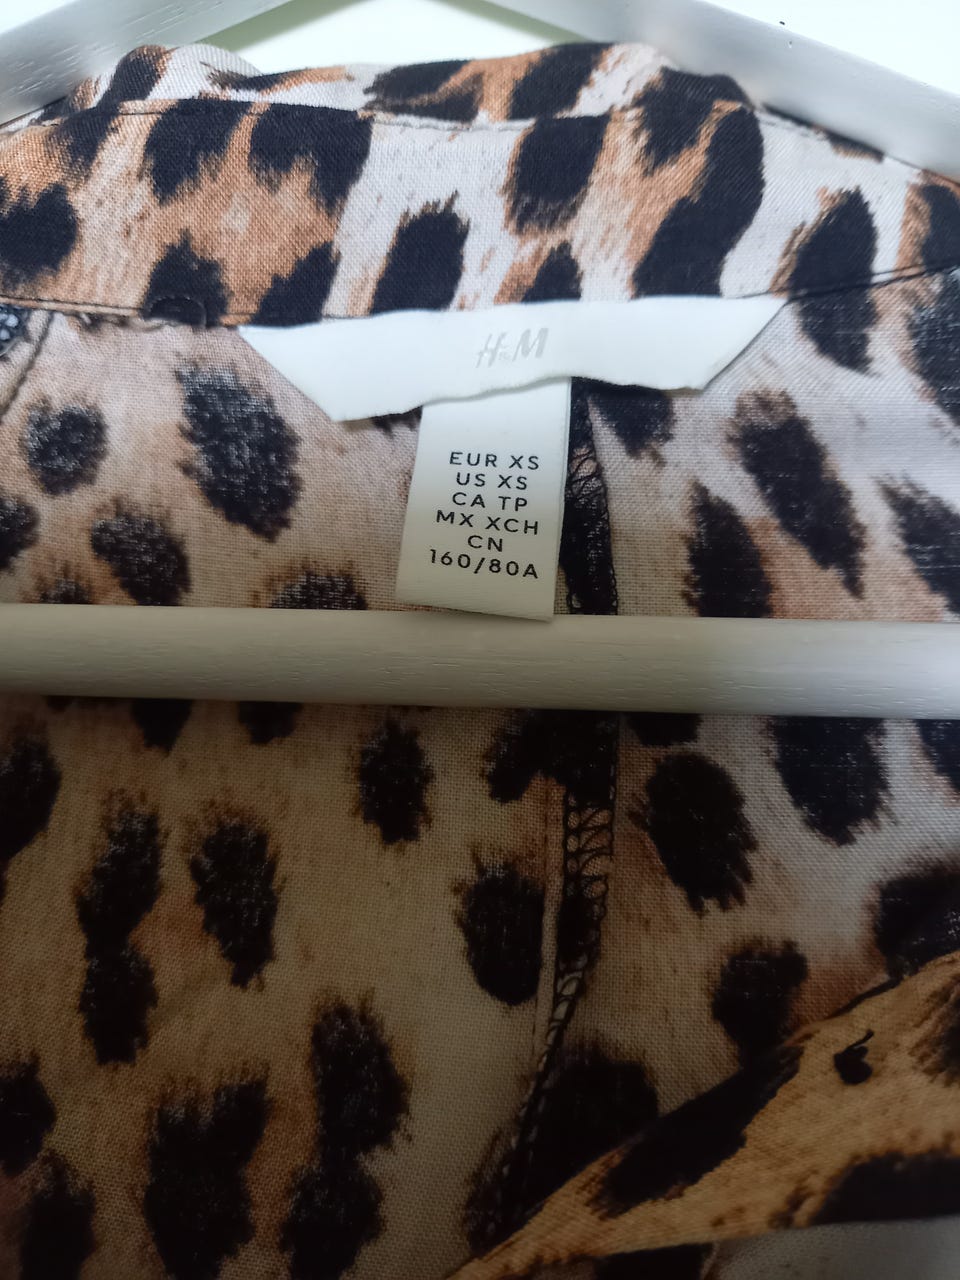 H&M
EUR XS
US XS
CA TP
MX XCH
CN
160/80A